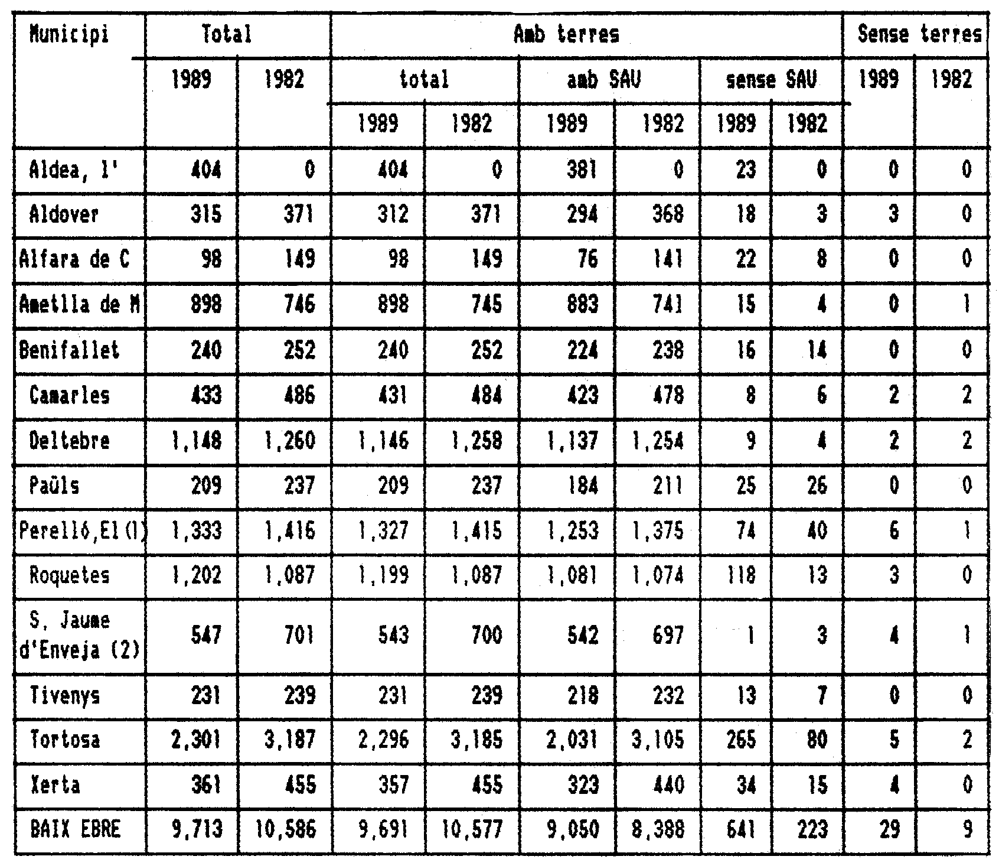 Municipi Total Amb terres Sense terres
1989 1982 total amb SAU sense SAU 1989 1982
1989 1982 1989 1982 1989 1982
Aldea, l' 404 0 404 0 381 0 23 0 0 0
Aldover 315 371 312 371 294 368 18 3 3 0
Alfara de C 98 149 98 149 76 141 22 8 0 0
Ametlla de M 898 746 898 745 883 741 15 4 0 1
Benifallet 240 252 240 252 224 238 16 14 0 0
Camarles 433 486 431 484 423 478 8 6 2 2
Deltebre 1,148 1,260 1,146 1,258 1,137 1,254 9 4 2 2
Paüls 209 237 209 237 184 211 25 26 0 0
Perelló,El(1) 1,333 1,416 1,327 1,415 1,253 1,375 74 40 6 1
Roquetes 1,202 1,087 1,199 1,087 1,081 1,074 118 13 3 0
S. Jaume
d'Enveja (2) 547 701 543 700 542 697 1 3 4 1
Tivenys 231 239 231 239 218 232 13 7 0 0
Tortosa 2,301 3,187 2,296 3,185 2,031 3,105 265 80 5 2
Xerta 361 455 357 455 323 440 34 15 4 0
BAIX EBRE 9,713 10,586 9,691 10,577 9,050 8,388 641 223 29 9